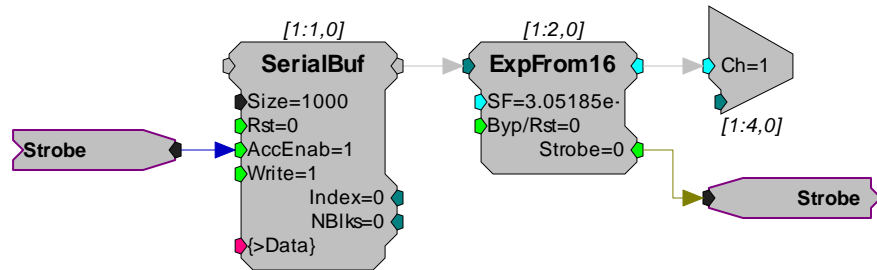 [1:1,0]
[1:2,0]
SerialBuf
ExpFrom16
Ch=1
Size=1000
SF=3.05185e-
Rst=0
Byp/Rst=0
[1:4,0]
Strobe
AccEnab=1
Strobe=0
Write=1
Index=0
Strobe
NBlks=0
{>Data}